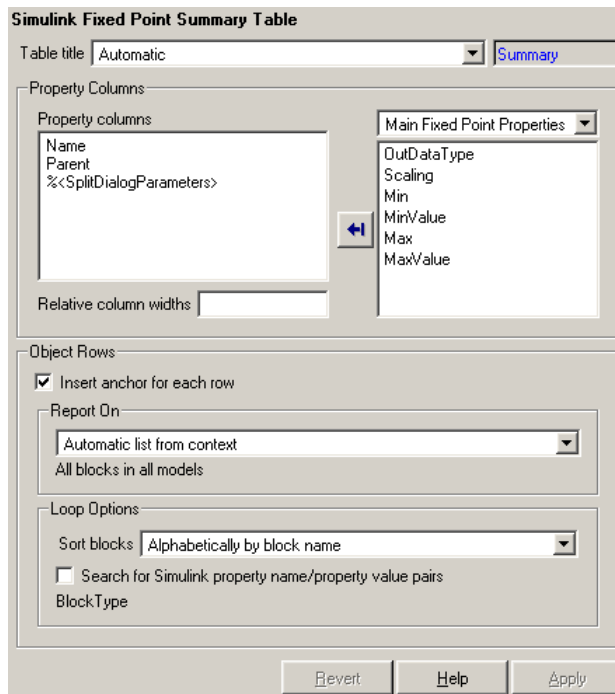 Simulink Fixed Point Summary Table
Table title Automatic Summary
Property Columns
Property columns
Name
Parent
%<SplitDialogParameters>
Main Fixed Point Properties
OutDataType
Scaling
Min
MinValue
Max
MaxValue
Relative column widths
Object Rows
Insert anchor for each row
Report On
Automatic list from context
All blocks in all models
Loop Options
Sort blocks Alphabetically by block name
Search for Simulink property name/property value pairs
BlockType
Revert Help Apply